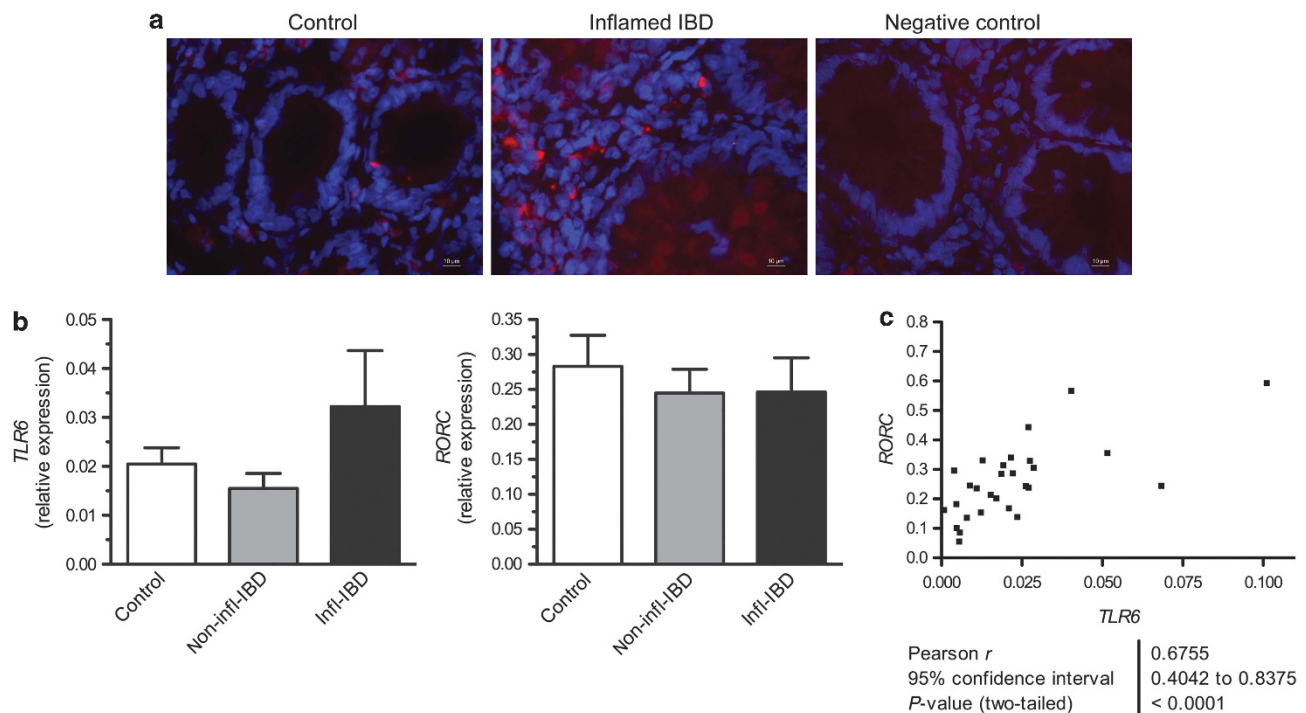 a
Control
Inflamed IBD
Negative control
10 µm
10 µm
10 µm
b
TLR6
(relative expression)
0.05
0.04
0.03
0.02
0.01
0.00
Control
Non-infl-IBD
Infl-IBD
RORC
(relative expression)
0.35
0.30
0.25
0.20
0.15
0.10
0.05
0.00
Control
Non-infl-IBD
Infl-IBD
c
RORC
0.8
0.7
0.6
0.5
0.4
0.3
0.2
0.1
0.0
0.000 0.025 0.050 0.075 0.100
TLR6
Pearson r 0.6755
95% confidence interval 0.4042 to 0.8375
P-value (two-tailed) < 0.0001